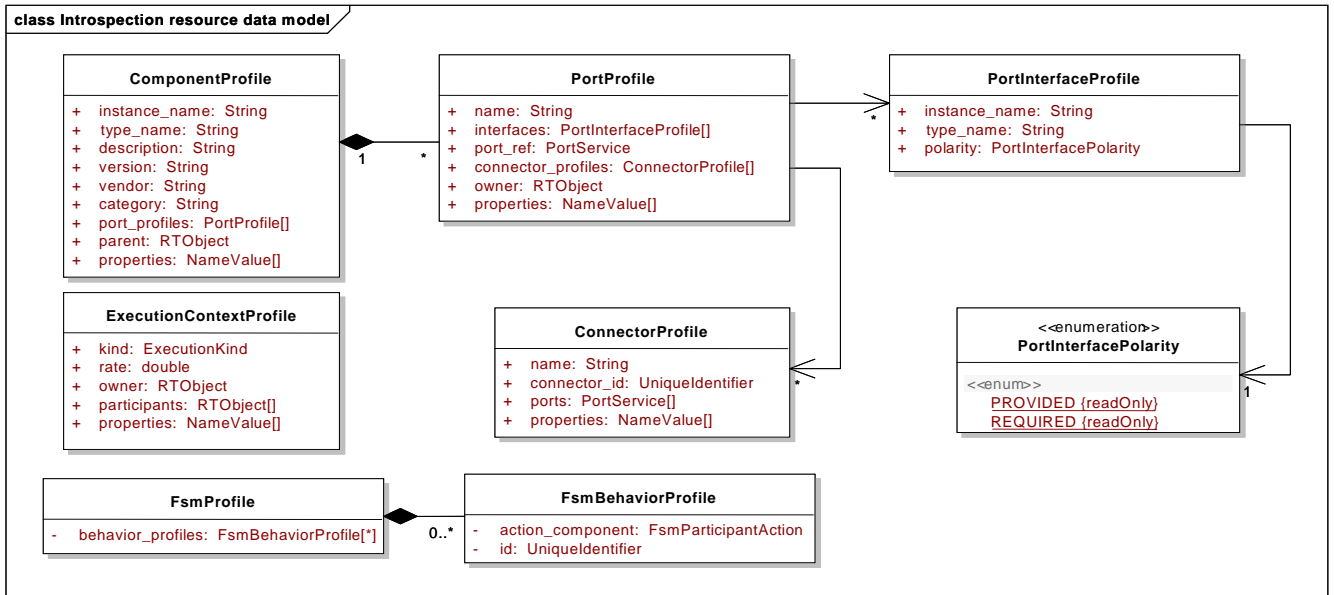 class Introspection resource data model
ComponentProfile
+ instance_name: String
+ type_name: String
+ description: String
+ version: String
+ vendor: String
+ category: String
+ port_profiles: PortProfile[]
+ parent: RTObject
+ properties: NameValue[]
1
*
PortProfile
+ name: String
+ interfaces: PortInterfaceProfile[]
+ port_ref: PortService
+ connector_profiles: ConnectorProfile[]
+ owner: RTObject
+ properties: NameValue[]
*
PortInterfaceProfile
+ instance_name: String
+ type_name: String
+ polarity: PortInterfacePolarity
ExecutionContextProfile
+ kind: ExecutionKind
+ rate: double
+ owner: RTObject
+ participants: RTObject[]
+ properties: NameValue[]
ConnectorProfile
+ name: String
+ connector_id: UniqueIdentifier
+ ports: PortService[]
+ properties: NameValue[]
*
<<enumeration>>
PortInterfacePolarity
<<enum>>
PROVIDED {readOnly}
REQUIRED {readOnly}
1
FsmProfile
- behavior_profiles: FsmBehaviorProfile[*]
0..*
FsmBehaviorProfile
- action_component: FsmParticipantAction
- id: UniqueIdentifier